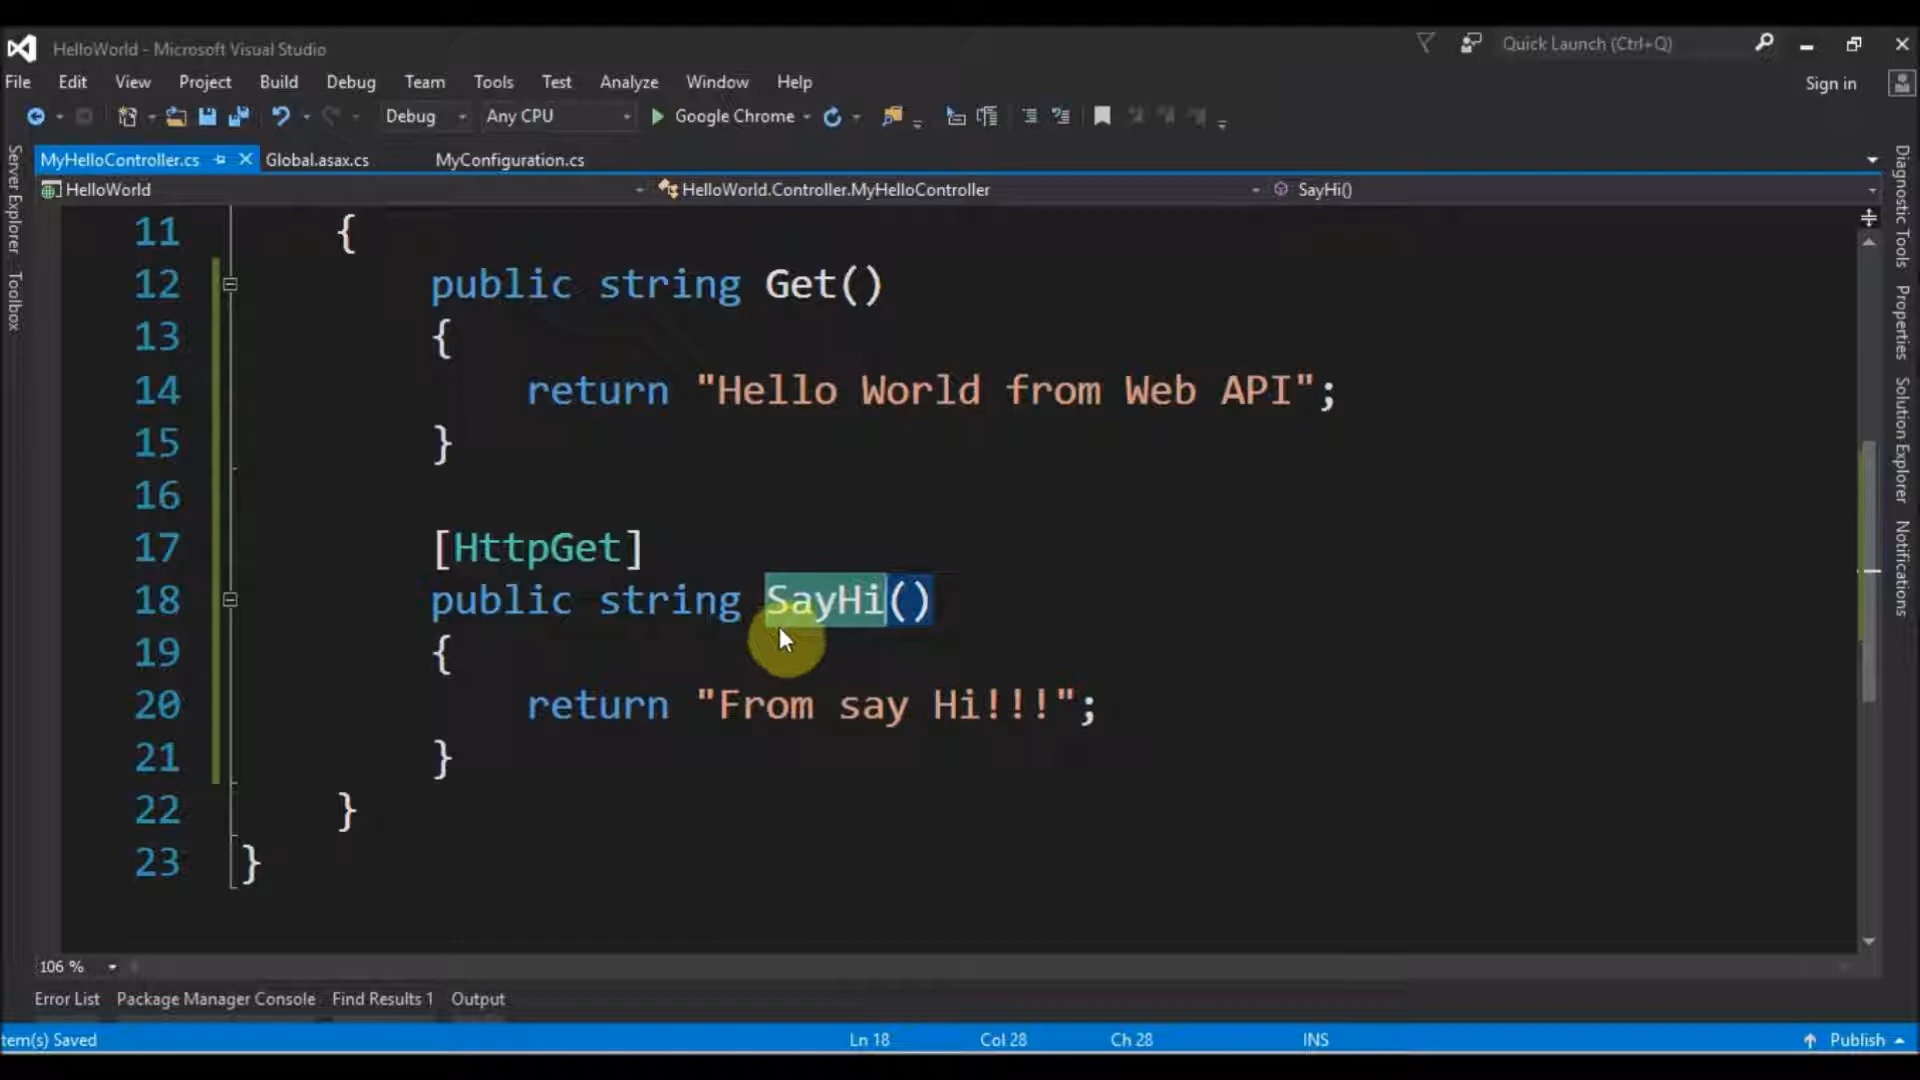 HelloWorld - Microsoft Visual Studio
Quick Launch (Ctrl+Q)
File Edit View Project Build Debug Team Tools Test Analyze Window Help
Sign in
Debug Any CPU Google Chrome
MyHelloController.cs Global.asax.cs MyConfiguration.cs
HelloWorld HelloWorld.Controller.MyHelloController SayHi()
Server Explorer
Toolbox
11 {
12 public string Get()
13 {
14 return "Hello World from Web API";
15 }
16
17 [HttpGet]
18 public string SayHi()
19 {
20 return "From say Hi!!!";
21 }
22 }
23 }
Diagnostic Tools
Properties
Solution Explorer
Notifications
106 %
Error List Package Manager Console Find Results 1 Output
tem(s) Saved Ln 18 Col 28 Ch 28 INS Publish